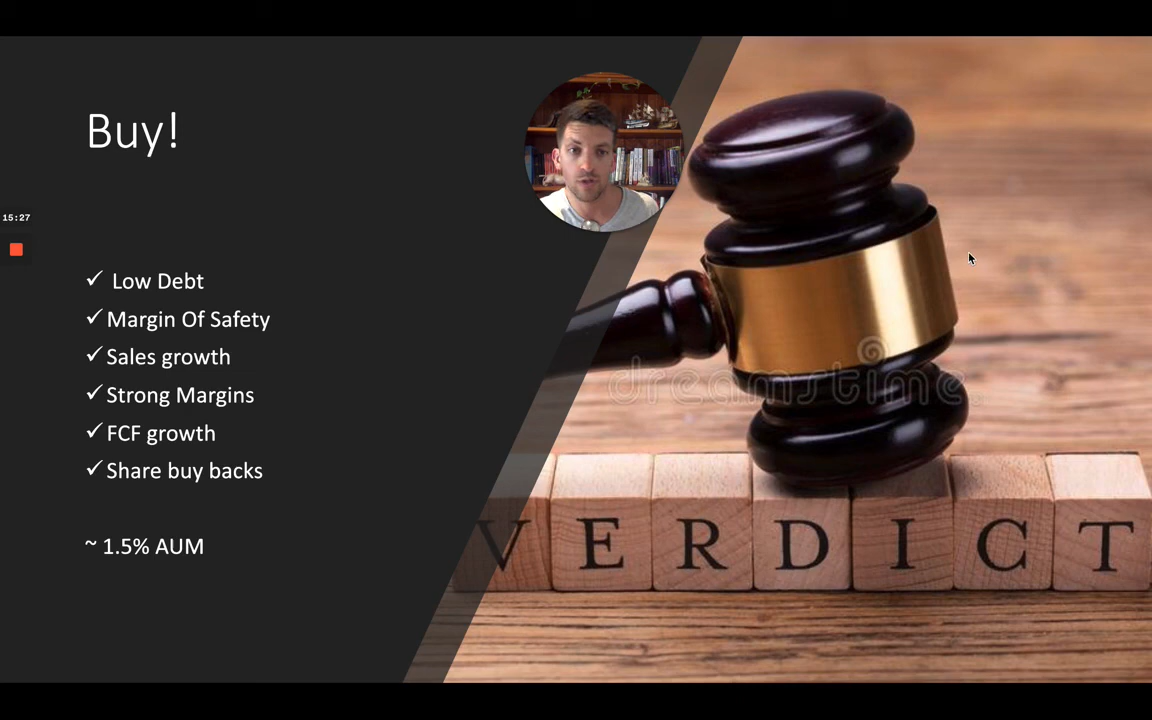 Buy!
15:27
✓ Low Debt
✓ Margin Of Safety
✓ Sales growth
✓ Strong Margins
✓ FCF growth
✓ Share buy backs
~ 1.5% AUM
dreamstime
VERDICT